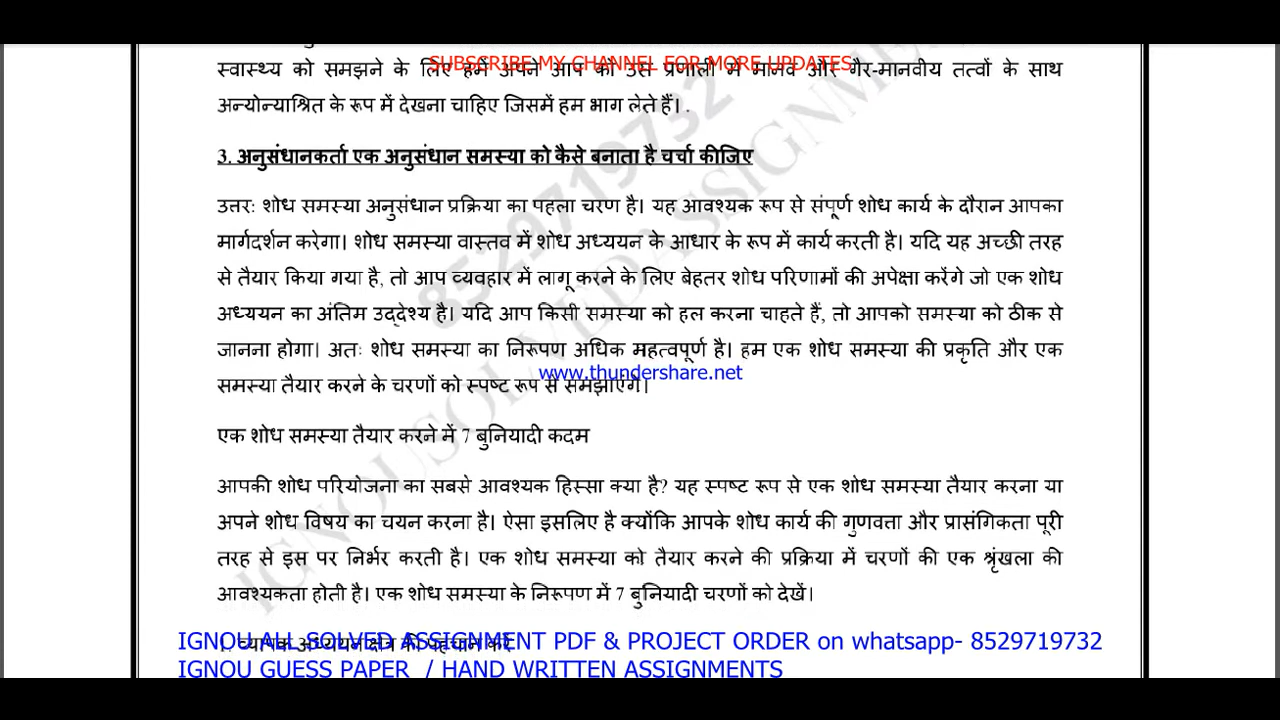 SUBSCRIBE MY CHANNEL FOR MORE UPDATES
स्वास्थ्य को समझने के लिए हमें अपने आप को उस प्रणाली में मानव और गैर-मानवीय तत्वों के साथ
अन्योन्याश्रित के रूप में देखना चाहिए जिसमें हम भाग लेते हैं। .
3. अनुसंधानकर्ता एक अनुसंधान समस्या को कैसे बनाता है चर्चा कीजिए
उत्तर: शोध समस्या अनुसंधान प्रक्रिया का पहला चरण है। यह आवश्यक रूप से संपूर्ण शोध कार्य के दौरान आपका
मार्गदर्शन करेगा। शोध समस्या वास्तव में शोध अध्ययन के आधार के रूप में कार्य करती है। यदि यह अच्छी तरह
से तैयार किया गया है, तो आप व्यवहार में लागू करने के लिए बेहतर शोध परिणामों की अपेक्षा करेंगे जो एक शोध
अध्ययन का अंतिम उद्देश्य है। यदि आप किसी समस्या को हल करना चाहते हैं, तो आपको समस्या को ठीक से
जानना होगा। अतः शोध समस्या का निरूपण अधिक महत्वपूर्ण है। हम एक शोध समस्या की प्रकृति और एक
www.thundershare.net
समस्या तैयार करने के चरणों को स्पष्ट रूप से समझाएंगे।
एक शोध समस्या तैयार करने में 7 बुनियादी कदम
आपकी शोध परियोजना का सबसे आवश्यक हिस्सा क्या है? यह स्पष्ट रूप से एक शोध समस्या तैयार करना या
अपने शोध विषय का चयन करना है। ऐसा इसलिए है क्योंकि आपके शोध कार्य की गुणवत्ता और प्रासंगिकता पूरी
तरह से इस पर निर्भर करती है। एक शोध समस्या को तैयार करने की प्रक्रिया में चरणों की एक श्रृंखला की
आवश्यकता होती है। एक शोध समस्या के निरूपण में 7 बुनियादी चरणों को देखें।
IGNOU ALL SOLVED ASSIGNMENT PDF & PROJECT ORDER on whatsapp- 8529719732
IGNOU GUESS PAPER / HAND WRITTEN ASSIGNMENTS
8529719732
IGNOU SOLVED ASSIGNMEN